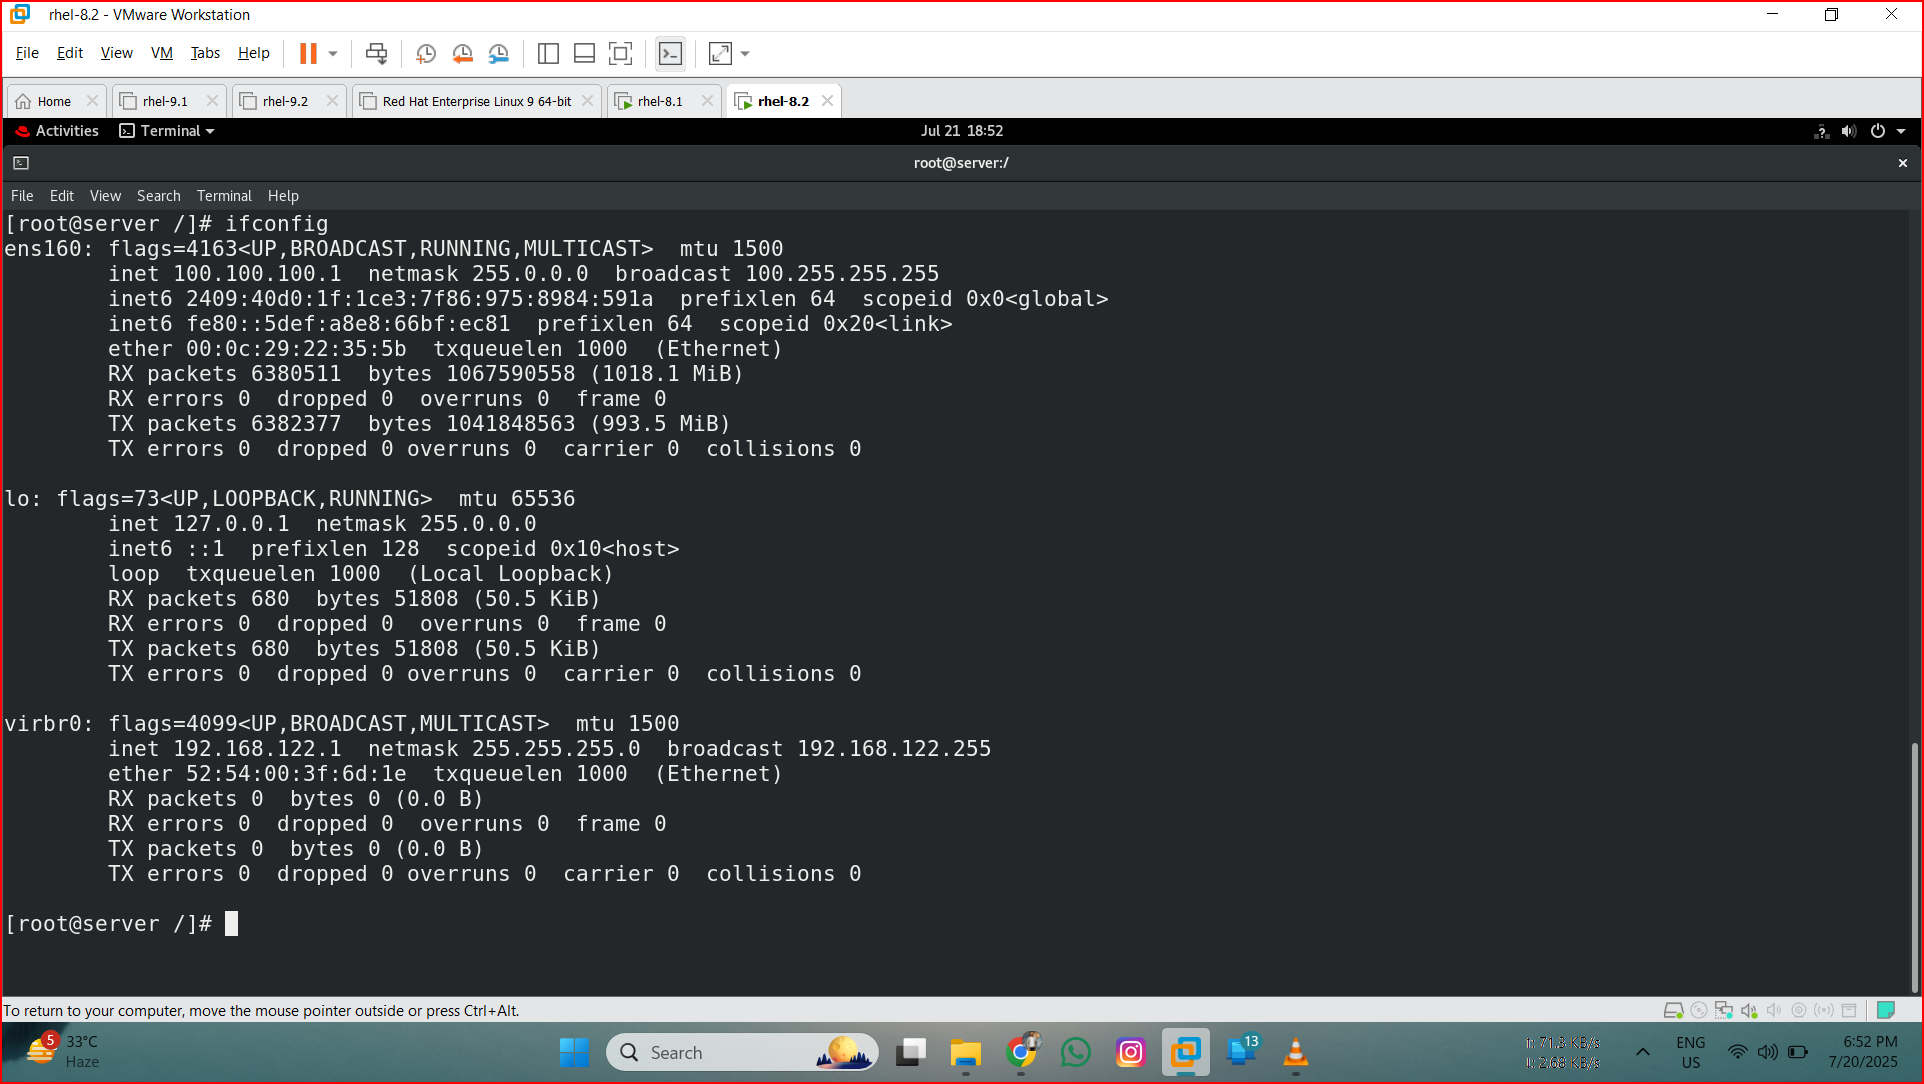 rhel-8.2 - VMware Workstation
File Edit View VM Tabs Help
Home rhel-9.1 rhel-9.2 Red Hat Enterprise Linux 9 64-bit rhel-8.1 rhel-8.2
Activities Terminal Jul 21 18:52
root@server:/
File Edit View Search Terminal Help
[root@server /]# ifconfig
ens160: flags=4163<UP,BROADCAST,RUNNING,MULTICAST>  mtu 1500
        inet 100.100.100.1  netmask 255.0.0.0  broadcast 100.255.255.255
        inet6 2409:40d0:1f:1ce3:7f86:975:8984:591a  prefixlen 64  scopeid 0x0<global>
        inet6 fe80::5def:a8e8:66bf:ec81  prefixlen 64  scopeid 0x20<link>
        ether 00:0c:29:22:35:5b  txqueuelen 1000  (Ethernet)
        RX packets 6380511  bytes 1067590558 (1018.1 MiB)
        RX errors 0  dropped 0  overruns 0  frame 0
        TX packets 6382377  bytes 1041848563 (993.5 MiB)
        TX errors 0  dropped 0 overruns 0  carrier 0  collisions 0
lo: flags=73<UP,LOOPBACK,RUNNING>  mtu 65536
        inet 127.0.0.1  netmask 255.0.0.0
        inet6 ::1  prefixlen 128  scopeid 0x10<host>
        loop  txqueuelen 1000  (Local Loopback)
        RX packets 680  bytes 51808 (50.5 KiB)
        RX errors 0  dropped 0  overruns 0  frame 0
        TX packets 680  bytes 51808 (50.5 KiB)
        TX errors 0  dropped 0 overruns 0  carrier 0  collisions 0
virbr0: flags=4099<UP,BROADCAST,MULTICAST>  mtu 1500
        inet 192.168.122.1  netmask 255.255.255.0  broadcast 192.168.122.255
        ether 52:54:00:3f:6d:1e  txqueuelen 1000  (Ethernet)
        RX packets 0  bytes 0 (0.0 B)
        RX errors 0  dropped 0  overruns 0  frame 0
        TX packets 0  bytes 0 (0.0 B)
        TX errors 0  dropped 0 overruns 0  carrier 0  collisions 0
[root@server /]#
To return to your computer, move the mouse pointer outside or press Ctrl+Alt.
5 33°C
Haze
Search
13
71.3 KB/s
2.68 KB/s
ENG
US
6:52 PM
7/20/2025